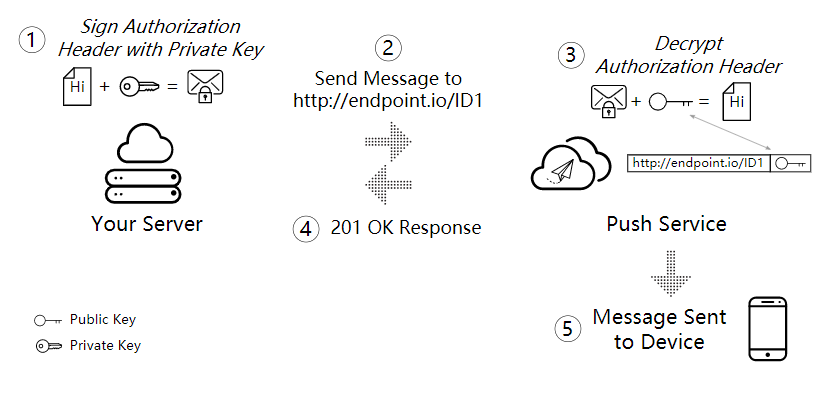 1
Sign Authorization
Header with Private Key
Hi + =
2
Send Message to
http://endpoint.io/ID1
3
Decrypt
Authorization Header
+ = Hi
http://endpoint.io/ID1
Your Server
4
201 OK Response
Push Service
5
Message Sent
to Device
Public Key
Private Key